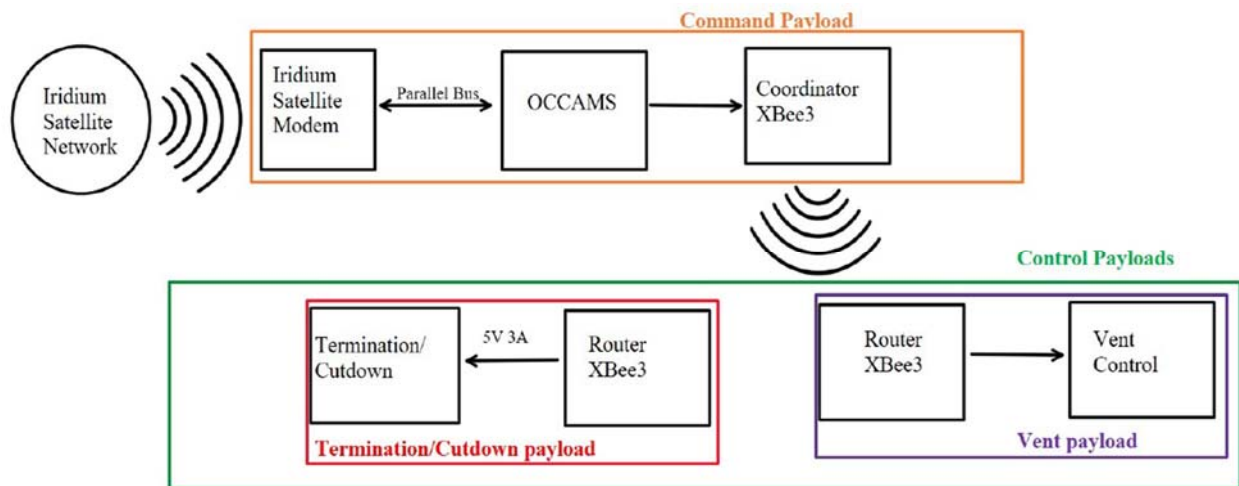 Command Payload
Iridium
Satellite
Network
Iridium
Satellite
Modem
Parallel Bus
OCCAMS
Coordinator
XBee3
Control Payloads
Termination/
Cutdown
5V 3A
Router
XBee3
Termination/Cutdown payload
Router
XBee3
Vent
Control
Vent payload